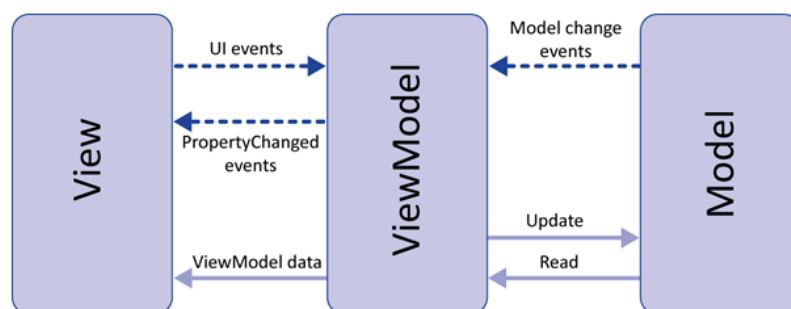 View
UI events
PropertyChanged
events
ViewModel data
ViewModel
Model change
events
Update
Read
Model